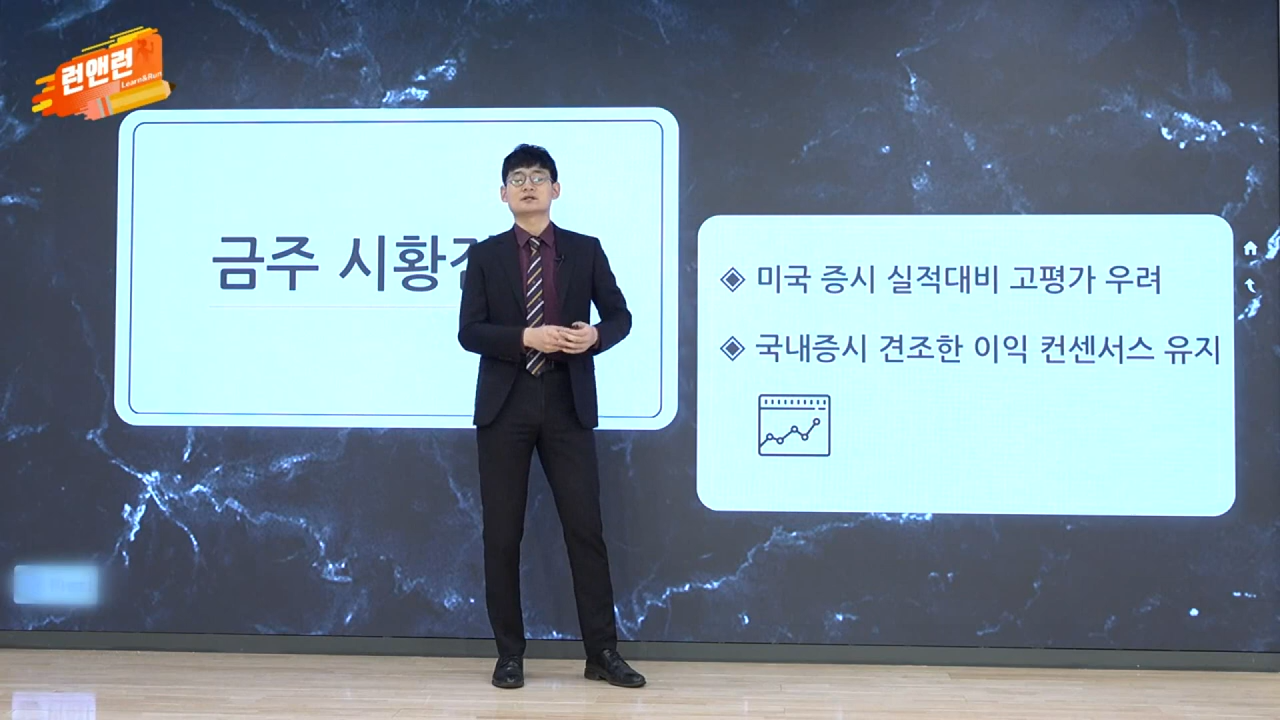 런앤런
Learn&Run
금주 시황
미국 증시 실적대비 고평가 우려
국내증시 견조한 이익 컨센서스 유지